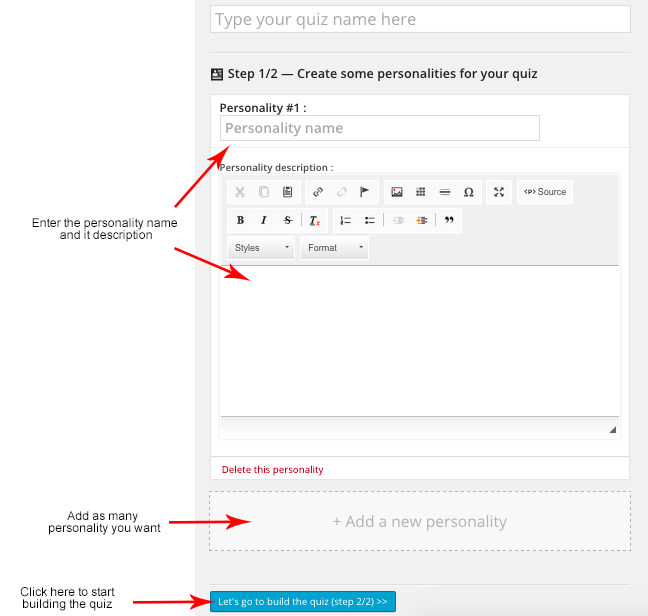 Type your quiz name here
Step 1/2 — Create some personalities for your quiz
Personality #1 :
Personality name
Personality description :
Source
B I S Tx
Styles Format
Enter the personality name
and it description
Delete this personality
Add as many
personality you want
+ Add a new personality
Click here to start
building the quiz
Let's go to build the quiz (step 2/2) >>